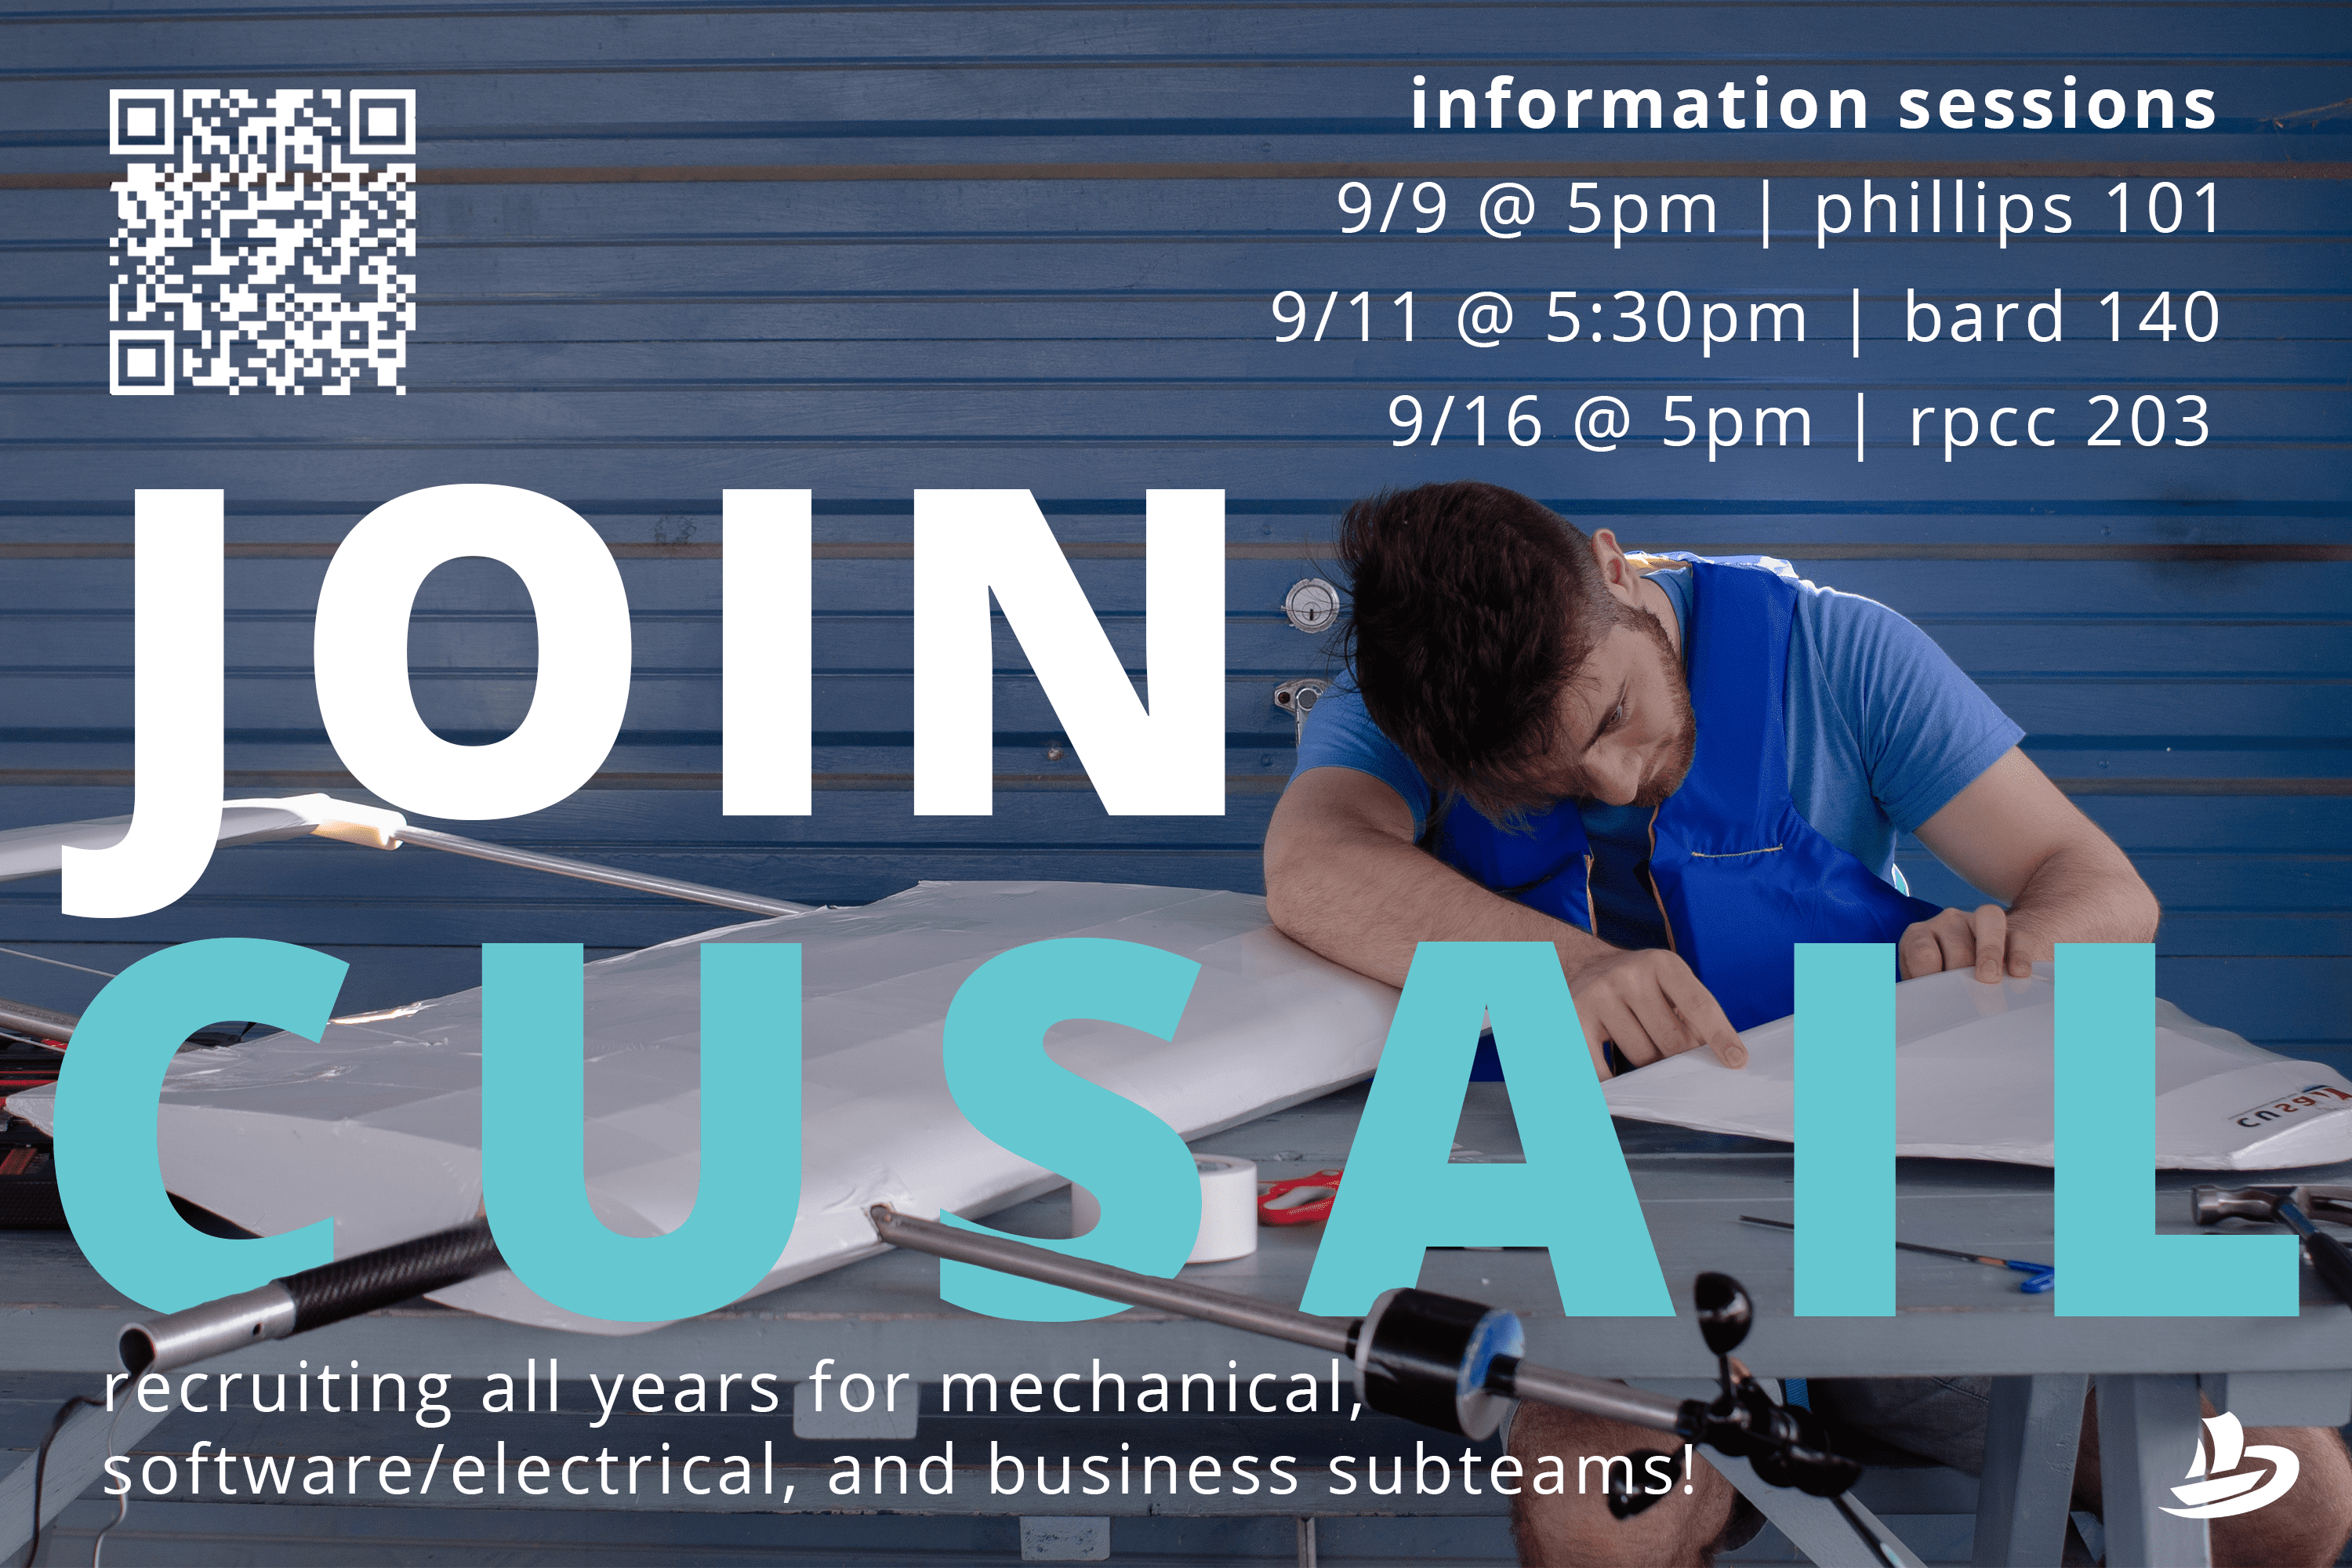 information sessions
9/9 @ 5pm | phillips 101
9/11 @ 5:30pm | bard 140
9/16 @ 5pm | rpcc 203
JOIN
CUSAIL
cusail
recruiting all years for mechanical,
software/electrical, and business subteams!